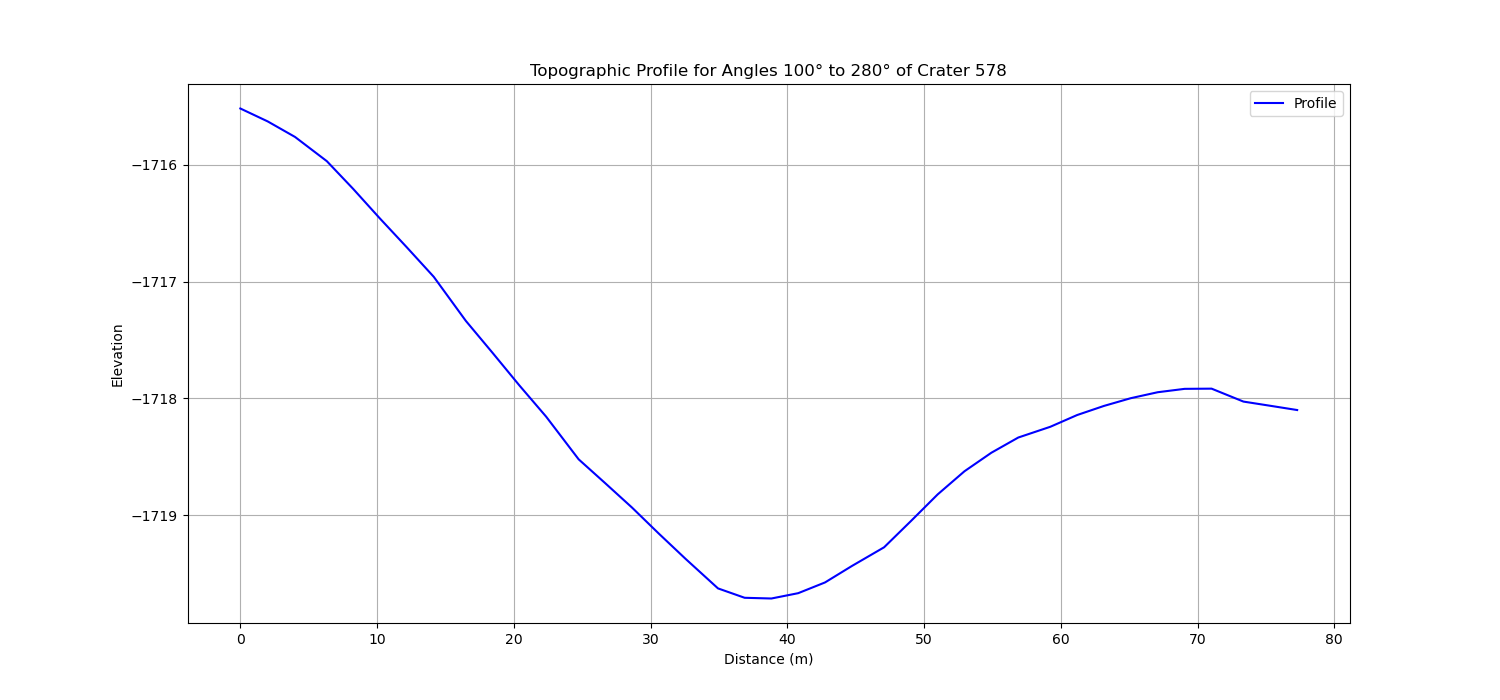 Topographic Profile for Angles 100° to 280° of Crater 578
Profile
−1716
−1717
−1718
−1719
Elevation
0 10 20 30 40 50 60 70 80
Distance (m)